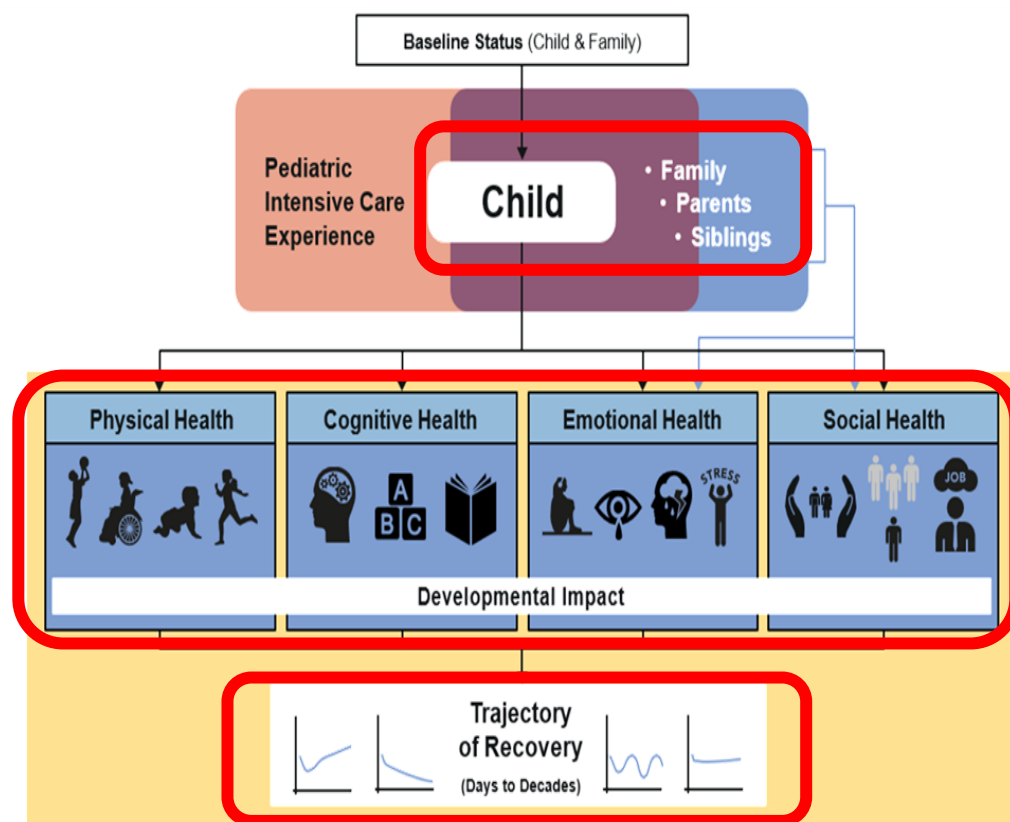 Baseline Status (Child & Family)
Pediatric
Intensive Care
Experience
Child
• Family
• Parents
• Siblings
Physical Health
Cognitive Health
Emotional Health
Social Health
A
B C
STRESS
JOB
Developmental Impact
Trajectory
of Recovery
(Days to Decades)